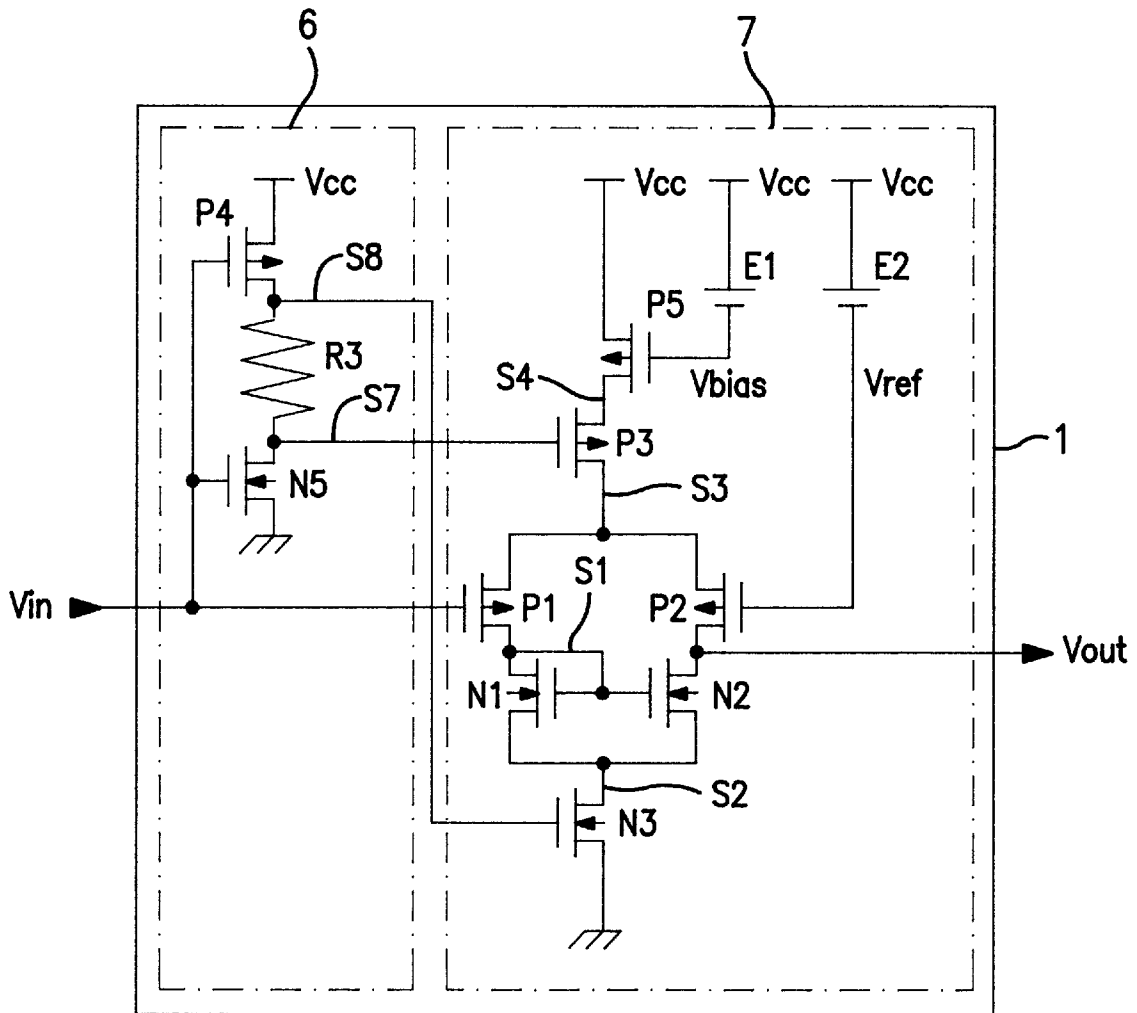 6
7
Vcc
Vcc
Vcc
Vcc
P4
S8
E1
E2
P5
R3
S4
Vbias
Vref
S7
P3
1
N5
S3
S1
Vin
P1
P2
Vout
N1
N2
S2
N3